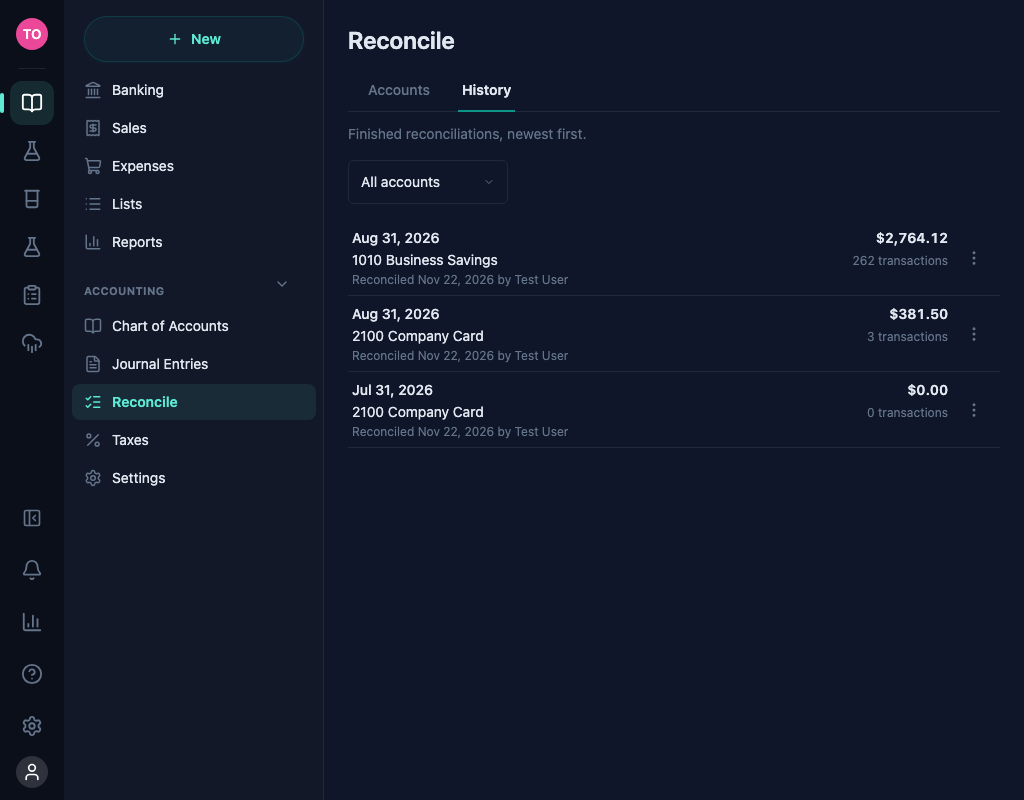 TO
New
Banking
Sales
Expenses
Lists
Reports
ACCOUNTING
Chart of Accounts
Journal Entries
Reconcile
Taxes
Settings
Reconcile
Accounts
History
Finished reconciliations, newest first.
All accounts
Aug 31, 2026
$2,764.12
1010 Business Savings
262 transactions
Reconciled Nov 22, 2026 by Test User
Aug 31, 2026
$381.50
2100 Company Card
3 transactions
Reconciled Nov 22, 2026 by Test User
Jul 31, 2026
$0.00
2100 Company Card
0 transactions
Reconciled Nov 22, 2026 by Test User